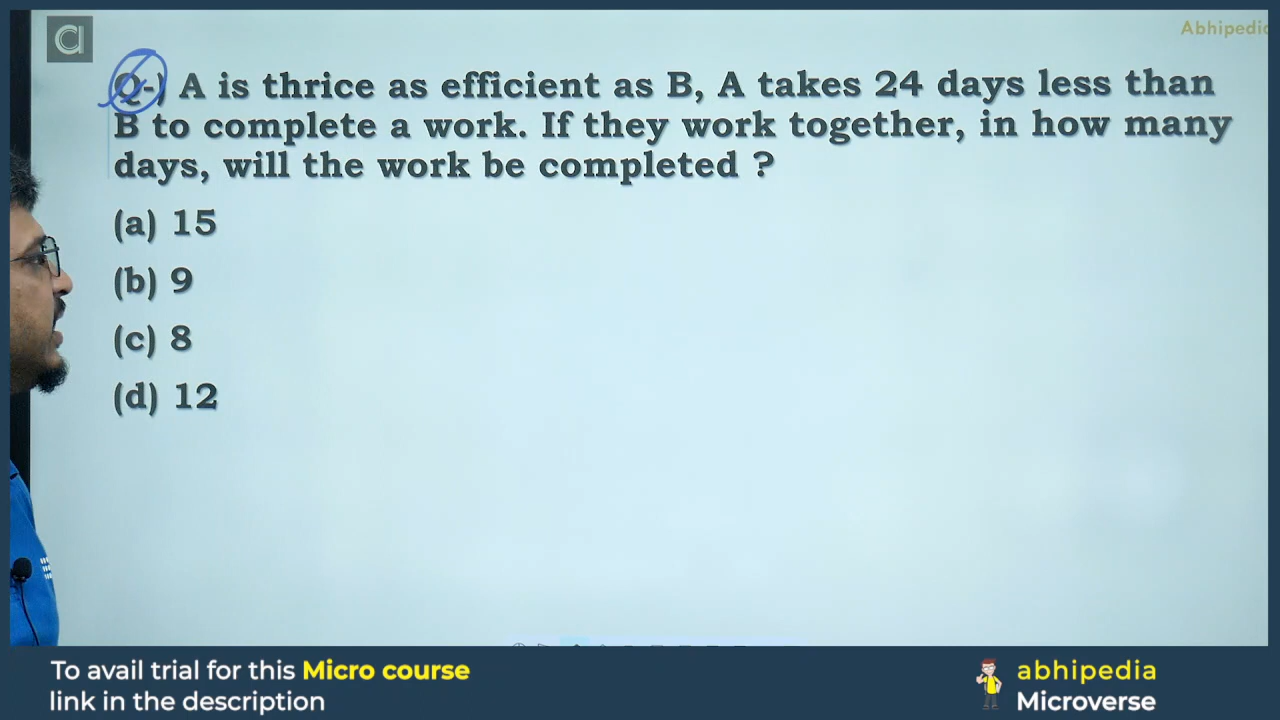 Abhipedia
Q-) A is thrice as efficient as B, A takes 24 days less than
B to complete a work. If they work together, in how many
days, will the work be completed ?
(a) 15
(b) 9
(c) 8
(d) 12
To avail trial for this Micro course
link in the description
abhipedia
Microverse